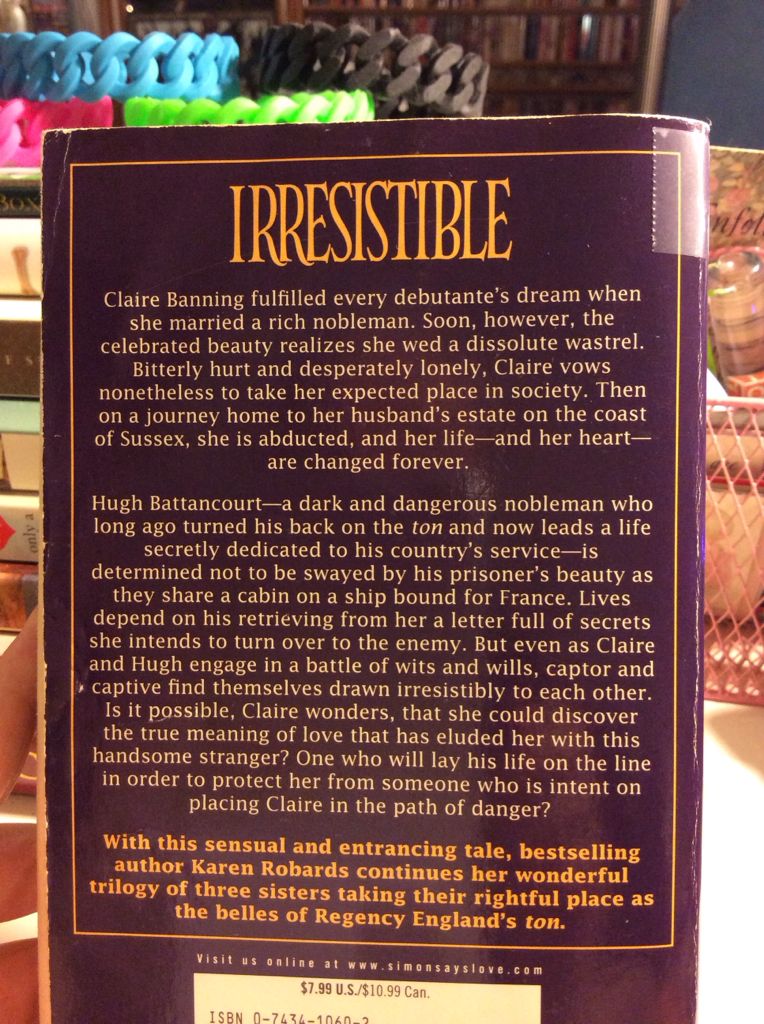 IRRESISTIBLE
Claire Banning fulfilled every debutante's dream when
she married a rich nobleman. Soon, however, the
celebrated beauty realizes she wed a dissolute wastrel.
Bitterly hurt and desperately lonely, Claire vows
nonetheless to take her expected place in society. Then
on a journey home to her husband's estate on the coast
of Sussex, she is abducted, and her life—and her heart—
are changed forever.
Hugh Battancourt—a dark and dangerous nobleman who
long ago turned his back on the ton and now leads a life
secretly dedicated to his country's service—is
determined not to be swayed by his prisoner's beauty as
they share a cabin on a ship bound for France. Lives
depend on his retrieving from her a letter full of secrets
she intends to turn over to the enemy. But even as Claire
and Hugh engage in a battle of wits and wills, captor and
captive find themselves drawn irresistibly to each other.
Is it possible, Claire wonders, that she could discover
the true meaning of love that has eluded her with this
handsome stranger? One who will lay his life on the line
in order to protect her from someone who is intent on
placing Claire in the path of danger?
With this sensual and entrancing tale, bestselling
author Karen Robards continues her wonderful
trilogy of three sisters taking their rightful place as
the belles of Regency England's ton.
Visit us online at www.simonsayslove.com
$7.99 U.S./$10.99 Can.
ISBN 0-7434-1060-2
only a